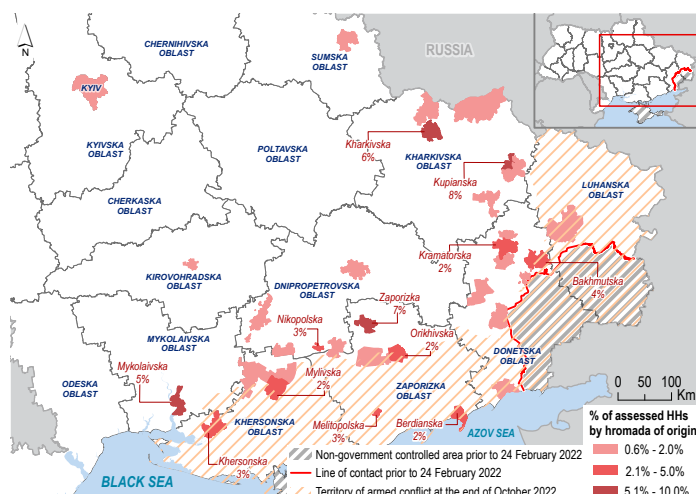 N
CHERNIHIVSKA
OBLAST
SUMSKA
OBLAST
RUSSIA
KYIV
Kharkivska
6%
KYIVSKA
OBLAST
POLTAVSKA
OBLAST
KHARKIVSKA
OBLAST
Kupianska
8%
LUHANSKA
OBLAST
CHERKASKA
OBLAST
Kramatorska
2%
KIROVOHRADSKA
OBLAST
DNIPROPETROVSKA
OBLAST
Bakhmutska
4%
Zaporizka
7%
Nikopolska
3%
Orikhivska
2%
MYKOLAIVSKA
OBLAST
DONETSKA
OBLAST
Mykolaivska
5%
Mylivska
2%
ODESKA
OBLAST
ZAPORIZKA
OBLAST
0 50 100
Km
KHERSONSKA
OBLAST
Melitopolska
3%
Berdianska
2%
AZOV SEA
Khersonska
3%
BLACK SEA
% of assessed HHs
by hromada of origin
0.6% - 2.0%
2.1% - 5.0%
5.1% - 10.0%
Non-government controlled area prior to 24 February 2022
Line of contact prior to 24 February 2022
Territory of armed conflict at the end of October 2022